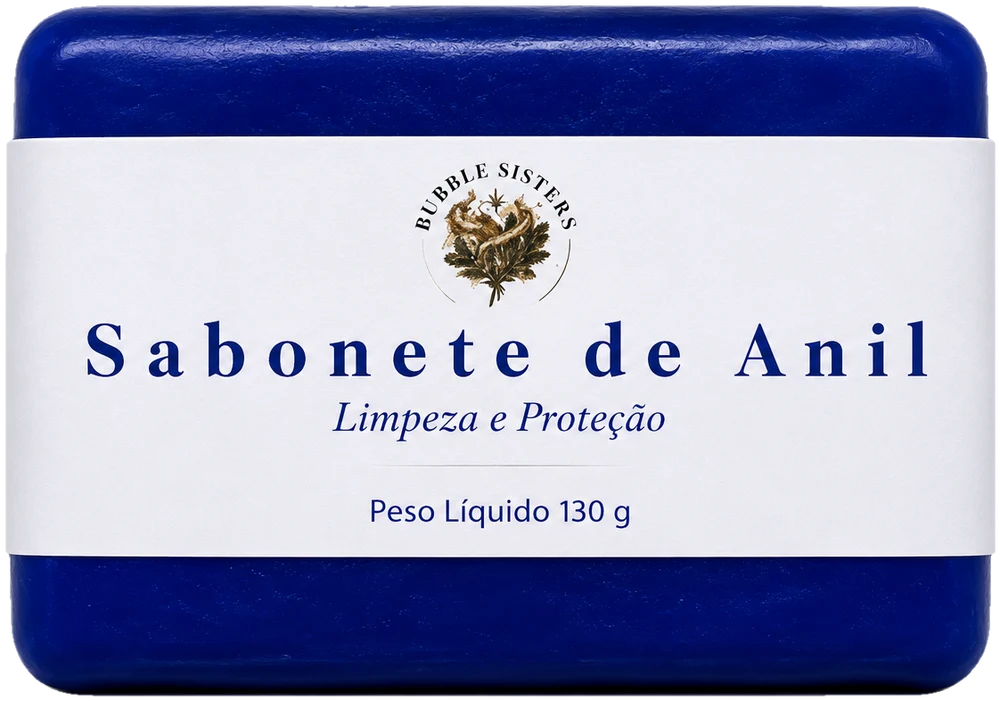 BUBBLE SISTERS
Sabonete de Anil
Limpeza e Proteção
Peso Líquido 130 g